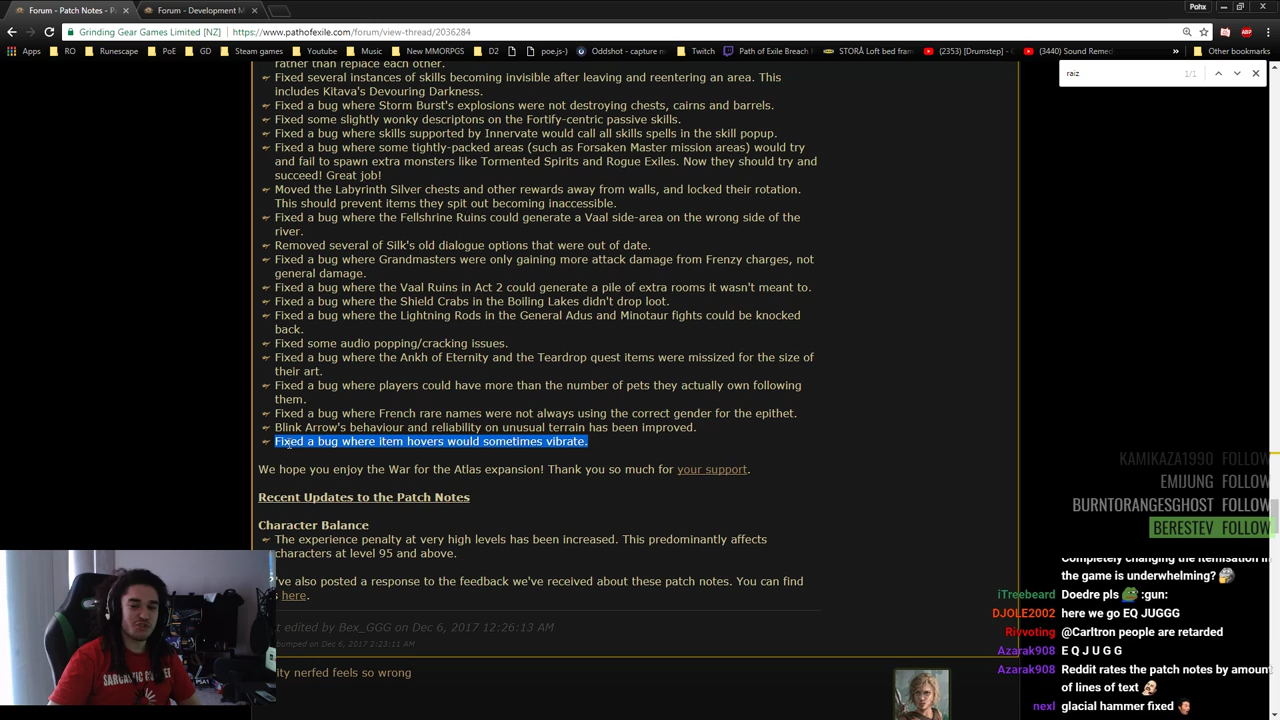 Forum - Patch Notes - P
Forum - Development M
Pohx
Grinding Gear Games Limited [NZ]
https://www.pathofexile.com/forum/view-thread/2036284
Apps RO Runescape PoE GD Steam games Youtube Music New MMORPGS D2 poe.js-) Oddshot - capture m Twitch Path of Exile Breach STORÅ Loft bed fram (2353) [Drumstep] - (3440) Sound Remed Other bookmarks
raiz 1/1
rather than replace each other.
Fixed several instances of skills becoming invisible after leaving and reentering an area. This
includes Kitava's Devouring Darkness.
Fixed a bug where Storm Burst's explosions were not destroying chests, cairns and barrels.
Fixed some slightly wonky descriptons on the Fortify-centric passive skills.
Fixed a bug where skills supported by Innervate would call all skills spells in the skill popup.
Fixed a bug where some tightly-packed areas (such as Forsaken Master mission areas) would try
and fail to spawn extra monsters like Tormented Spirits and Rogue Exiles. Now they should try and
succeed! Great job!
Moved the Labyrinth Silver chests and other rewards away from walls, and locked their rotation.
This should prevent items they spit out becoming inaccessible.
Fixed a bug where the Fellshrine Ruins could generate a Vaal side-area on the wrong side of the
river.
Removed several of Silk's old dialogue options that were out of date.
Fixed a bug where Grandmasters were only gaining more attack damage from Frenzy charges, not
general damage.
Fixed a bug where the Vaal Ruins in Act 2 could generate a pile of extra rooms it wasn't meant to.
Fixed a bug where the Shield Crabs in the Boiling Lakes didn't drop loot.
Fixed a bug where the Lightning Rods in the General Adus and Minotaur fights could be knocked
back.
Fixed some audio popping/cracking issues.
Fixed a bug where the Ankh of Eternity and the Teardrop quest items were missized for the size of
their art.
Fixed a bug where players could have more than the number of pets they actually own following
them.
Fixed a bug where French rare names were not always using the correct gender for the epithet.
Blink Arrow's behaviour and reliability on unusual terrain has been improved.
Fixed a bug where item hovers would sometimes vibrate.
We hope you enjoy the War for the Atlas expansion! Thank you so much for your support.
Recent Updates to the Patch Notes
Character Balance
The experience penalty at very high levels has been increased. This predominantly affects
characters at level 95 and above.
've also posted a response to the feedback we've received about these patch notes. You can find
s here.
t edited by Bex_GGG on Dec 6, 2017 12:26:13 AM
bumped on Dec 6, 2017 2:23:11 AM
ity nerfed feels so wrong
KAMIKAZA1990 FOLLOW
EMIJUNG FOLLOW
BURNTORANGESGHOST FOLLOW
BERESTEV FOLLOW
Completely changing the itemisation in
the game is underwhelming?
iTreebeard Doedre pls :gun:
DJOLE2002 here we go EQ JUGGG
Rivvoting @Carltron people are retarded
Azarak908 E Q J U G G
Azarak908 Reddit rates the patch notes by amount
of lines of text
nexl glacial hammer fixed